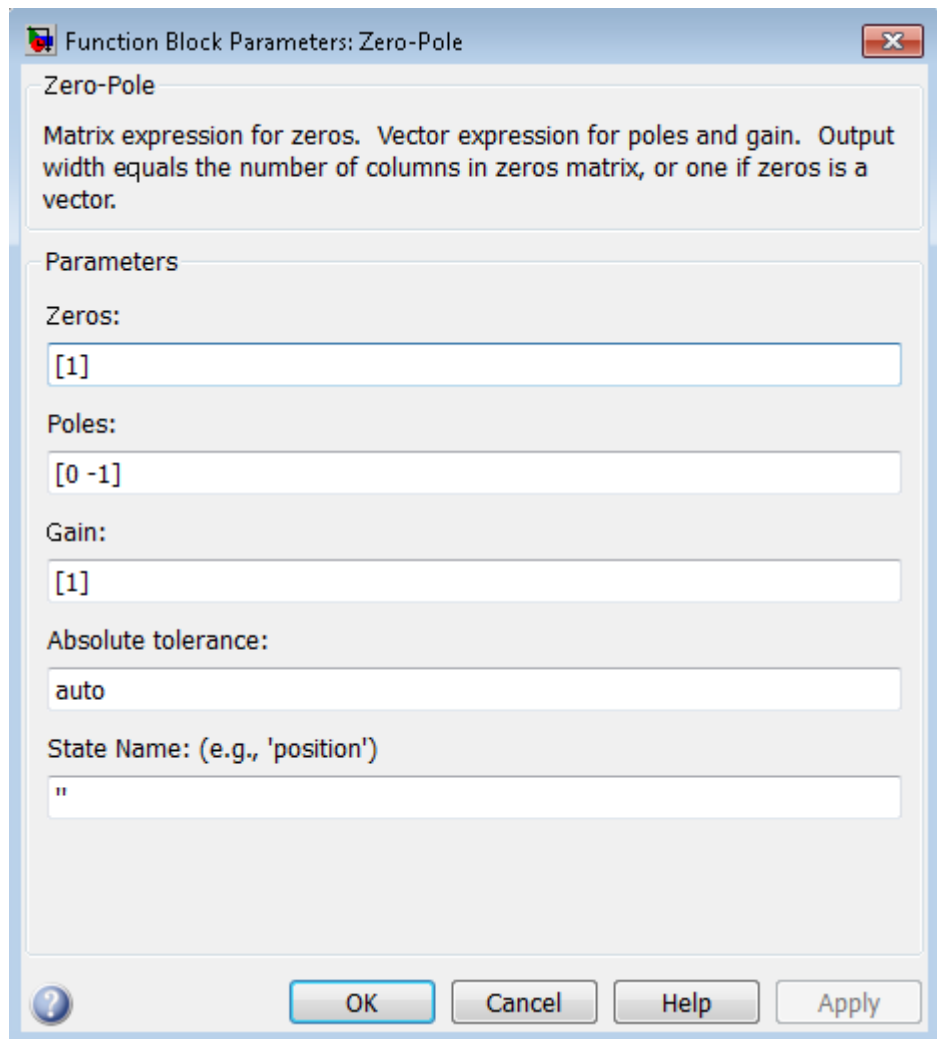 Function Block Parameters: Zero-Pole
Zero-Pole
Matrix expression for zeros.  Vector expression for poles and gain.  Output
width equals the number of columns in zeros matrix, or one if zeros is a
vector.
Parameters
Zeros:
[1]
Poles:
[0 -1]
Gain:
[1]
Absolute tolerance:
auto
State Name: (e.g., 'position')
''
OK Cancel Help Apply